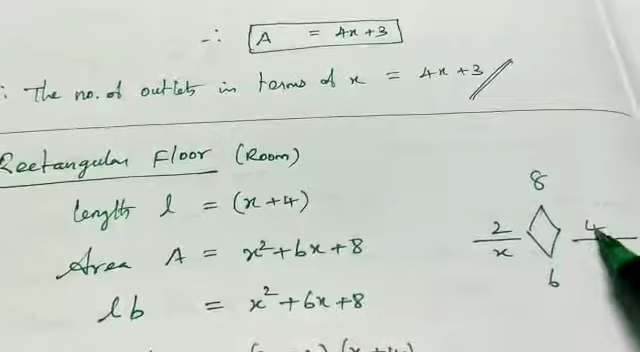 ∴ A = 4x+3
: The no. of outlets in terms of x = 4x+3
Rectangular Floor (Room)
length l = (x+4)
Area A = x²+6x+8
lb = x²+6x+8
8
2/x
4
6